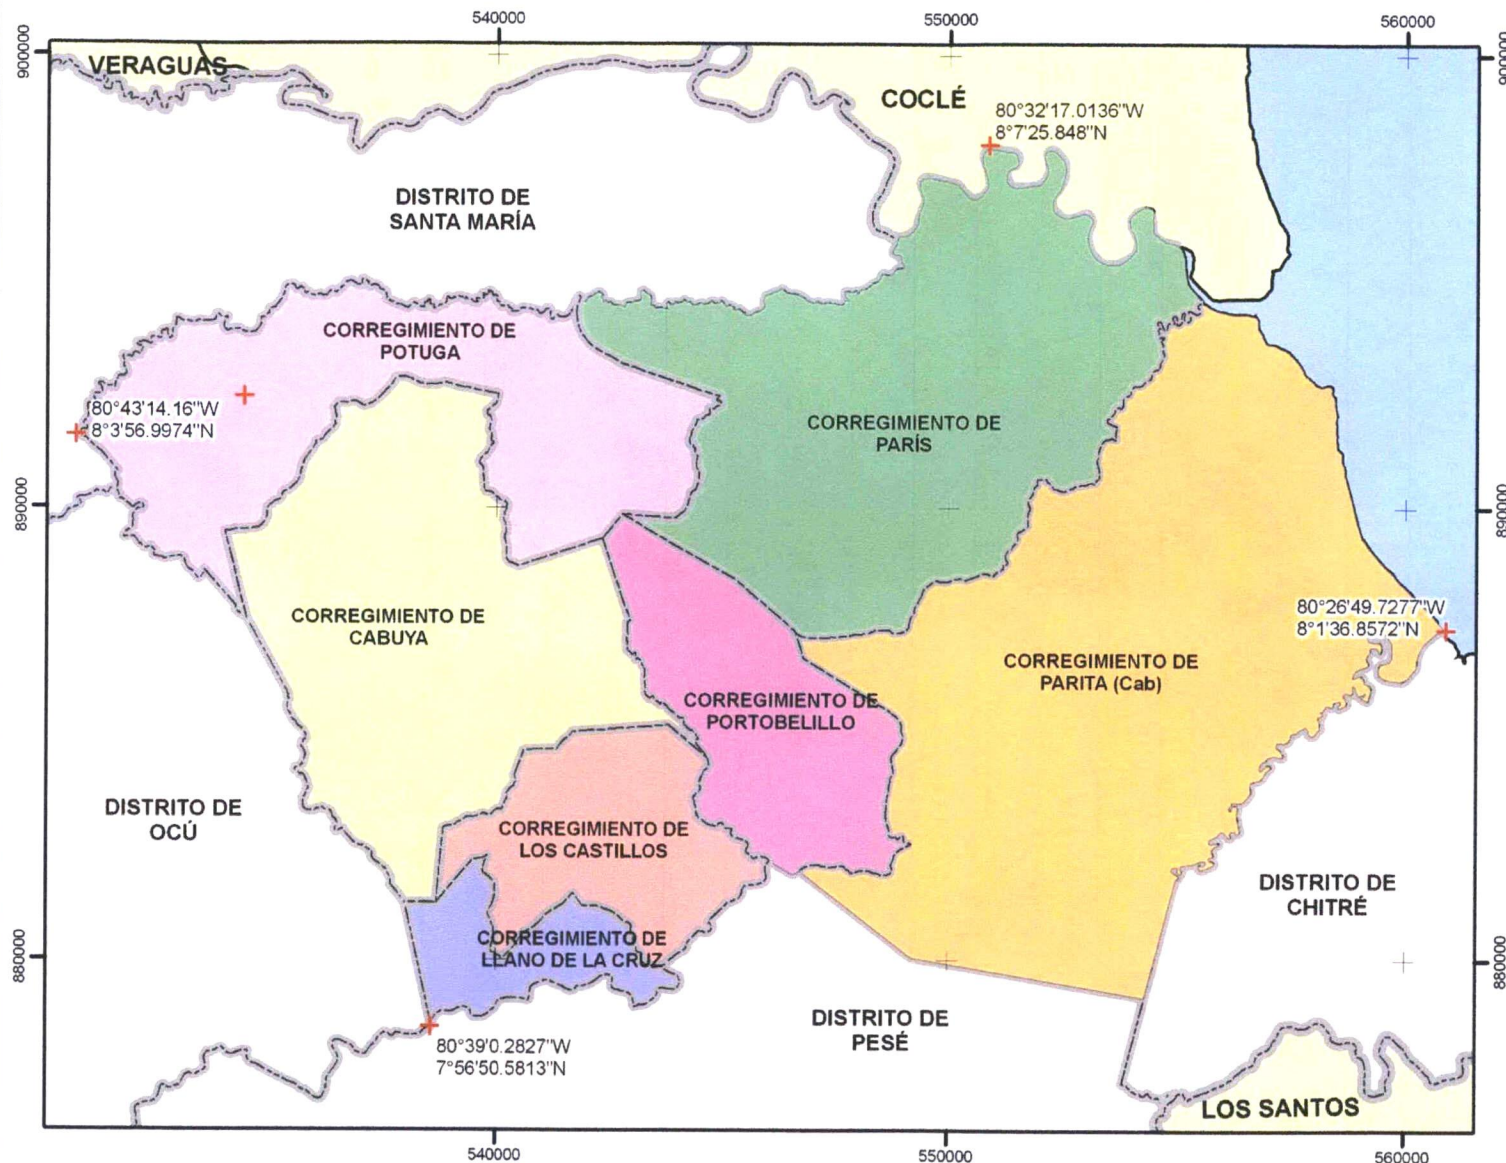 540000
550000
560000
900000
900000
VERAGUAS
COCLÉ
80°32'17.0136"W
8°7'25.848"N
DISTRITO DE
SANTA MARÍA
CORREGIMIENTO DE
POTUGA
80°43'14.16"W
8°3'56.9974"N
CORREGIMIENTO DE
PARÍS
890000
890000
CORREGIMIENTO DE
CABUYA
80°26'49.7277"W
8°1'36.8572"N
CORREGIMIENTO DE
PARITA (Cab)
CORREGIMIENTO DE
PORTOBELILLO
DISTRITO DE
OCÚ
CORREGIMIENTO DE
LOS CASTILLOS
DISTRITO DE
CHITRÉ
CORREGIMIENTO DE
LLANO DE LA CRUZ
880000
880000
DISTRITO DE
PESÉ
80°39'0.2827"W
7°56'50.5813"N
LOS SANTOS
540000
550000
560000